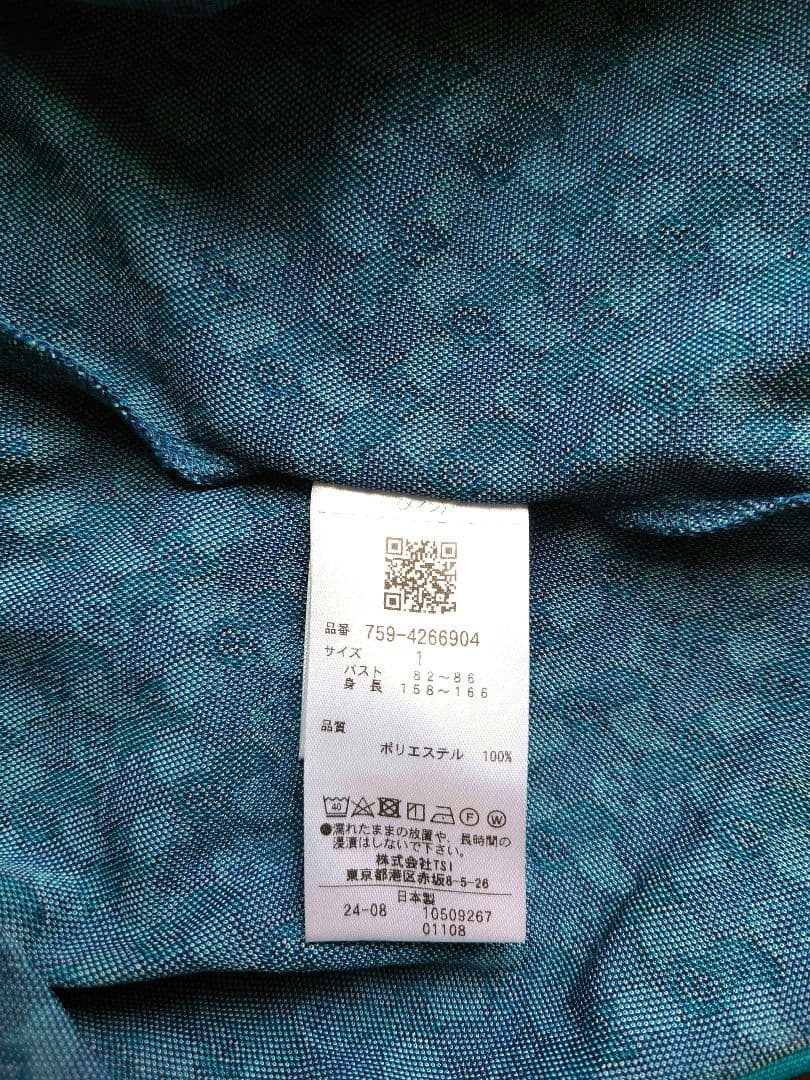 品番 759-4266904
サイズ 1
バスト 82～86
身長 158～166
品質
ポリエステル 100%
40 F W
●濡れたままの放置や、長時間の
浸漬はしないで下さい。
株式会社TSI
東京都港区赤坂8-5-26
日本製
24-08 10509267
01108